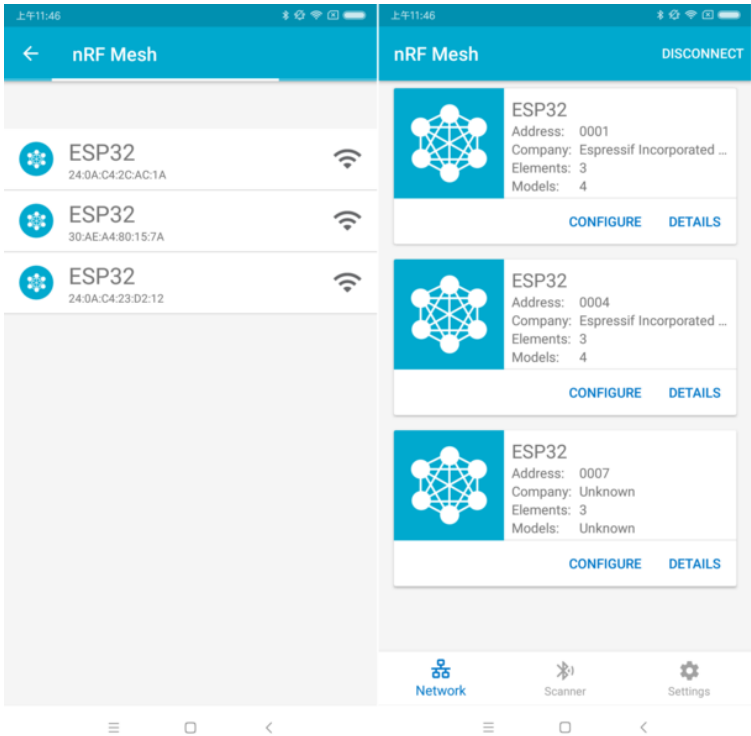 上午11:46
nRF Mesh
ESP32
24:0A:C4:2C:AC:1A
ESP32
30:AE:A4:80:15:7A
ESP32
24:0A:C4:23:D2:12
上午11:46
nRF Mesh DISCONNECT
ESP32
Address: 0001
Company: Espressif Incorporated ...
Elements: 3
Models: 4
CONFIGURE DETAILS
ESP32
Address: 0004
Company: Espressif Incorporated ...
Elements: 3
Models: 4
CONFIGURE DETAILS
ESP32
Address: 0007
Company: Unknown
Elements: 3
Models: Unknown
CONFIGURE DETAILS
Network Scanner Settings